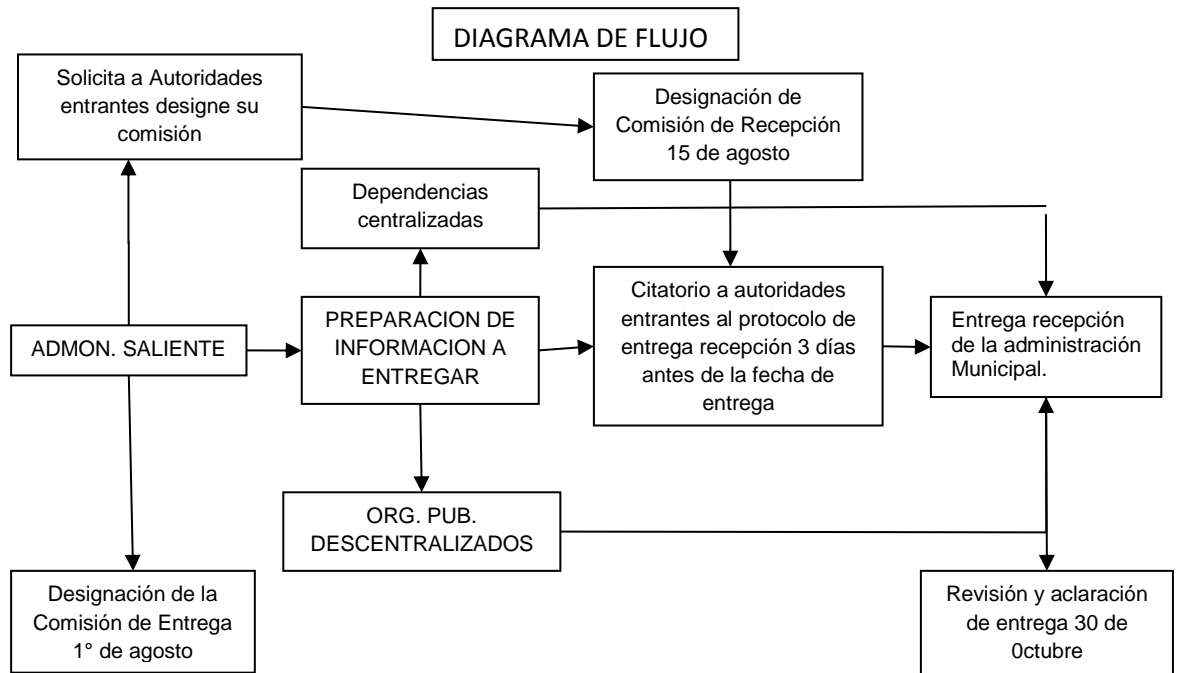 DIAGRAMA DE FLUJO
Solicita a Autoridades
entrantes designe su
comisión
Designación de
Comisión de Recepción
15 de agosto
Dependencias
centralizadas
ADMON. SALIENTE
PREPARACION DE
INFORMACION A
ENTREGAR
Citatorio a autoridades
entrantes al protocolo de
entrega recepción 3 días
antes de la fecha de
entrega
Entrega recepción
de la administración
Municipal.
ORG. PUB.
DESCENTRALIZADOS
Designación de la
Comisión de Entrega
1° de agosto
Revisión y aclaración
de entrega 30 de
0ctubre